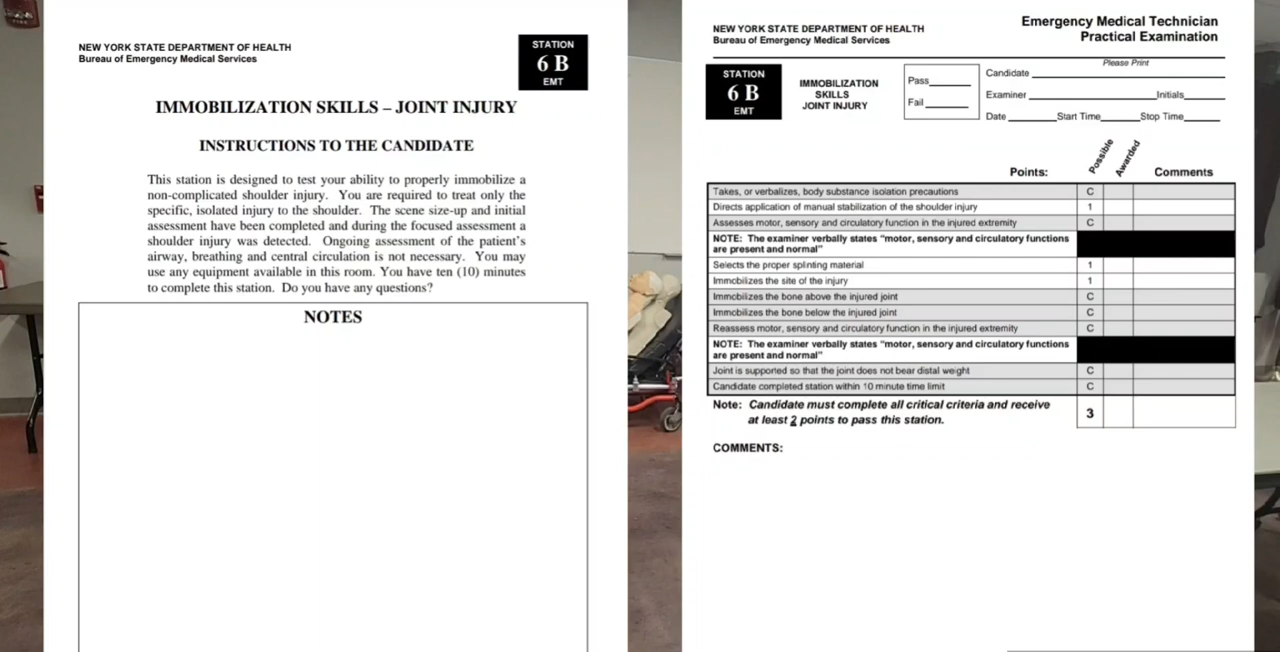 NEW YORK STATE DEPARTMENT OF HEALTH
Bureau of Emergency Medical Services
STATION
6 B
EMT
IMMOBILIZATION SKILLS – JOINT INJURY
INSTRUCTIONS TO THE CANDIDATE
This station is designed to test your ability to properly immobilize a
non-complicated shoulder injury. You are required to treat only the
specific, isolated injury to the shoulder. The scene size-up and initial
assessment have been completed and during the focused assessment a
shoulder injury was detected. Ongoing assessment of the patient's
airway, breathing and central circulation is not necessary. You may
use any equipment available in this room. You have ten (10) minutes
to complete this station. Do you have any questions?
NOTES
NEW YORK STATE DEPARTMENT OF HEALTH
Bureau of Emergency Medical Services
Emergency Medical Technician
Practical Examination
STATION
6 B
EMT
IMMOBILIZATION
SKILLS
JOINT INJURY
Pass
Fail
Please Print
Candidate
Examiner Initials
Date Start Time Stop Time
Points: Possible Awarded Comments
Takes, or verbalizes, body substance isolation precautions C
Directs application of manual stabilization of the shoulder injury 1
Assesses motor, sensory and circulatory function in the injured extremity C
NOTE: The examiner verbally states "motor, sensory and circulatory functions
are present and normal"
Selects the proper splinting material 1
Immobilizes the site of the injury 1
Immobilizes the bone above the injured joint C
Immobilizes the bone below the injured joint C
Reassess motor, sensory and circulatory function in the injured extremity C
NOTE: The examiner verbally states "motor, sensory and circulatory functions
are present and normal"
Joint is supported so that the joint does not bear distal weight C
Candidate completed station within 10 minute time limit C
Note: Candidate must complete all critical criteria and receive
at least 2 points to pass this station.
3
COMMENTS: